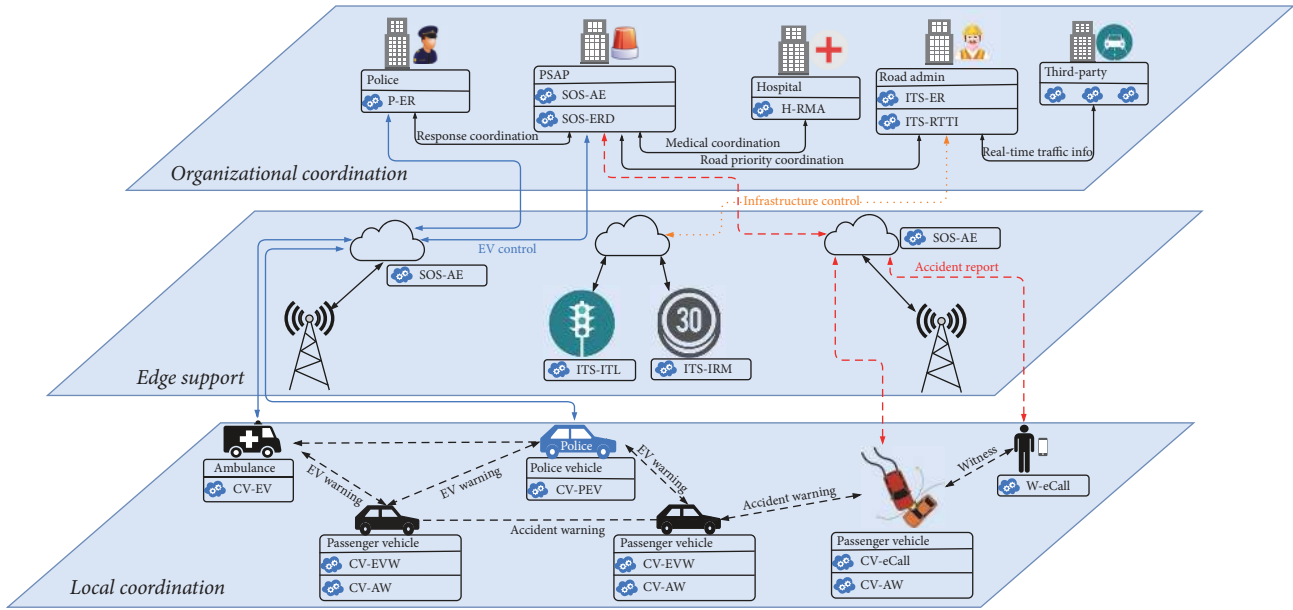 Police
P-ER
PSAP
SOS-AE
SOS-ERD
Hospital
H-RMA
Road admin
ITS-ER
ITS-RTTI
Third-party
Response coordination
Medical coordination
Road priority coordination
Real-time traffic info
Organizational coordination
Infrastructure control
EV control
SOS-AE
SOS-AE
Accident report
30
ITS-ITL
ITS-IRM
Edge support
Ambulance
CV-EV
Police
Police vehicle
CV-PEV
EV warning
EV warning
EV warning
Accident warning
Accident warning
Witness
W-eCall
Passenger vehicle
CV-EVW
CV-AW
Passenger vehicle
CV-EVW
CV-AW
Passenger vehicle
CV-eCall
CV-AW
Local coordination